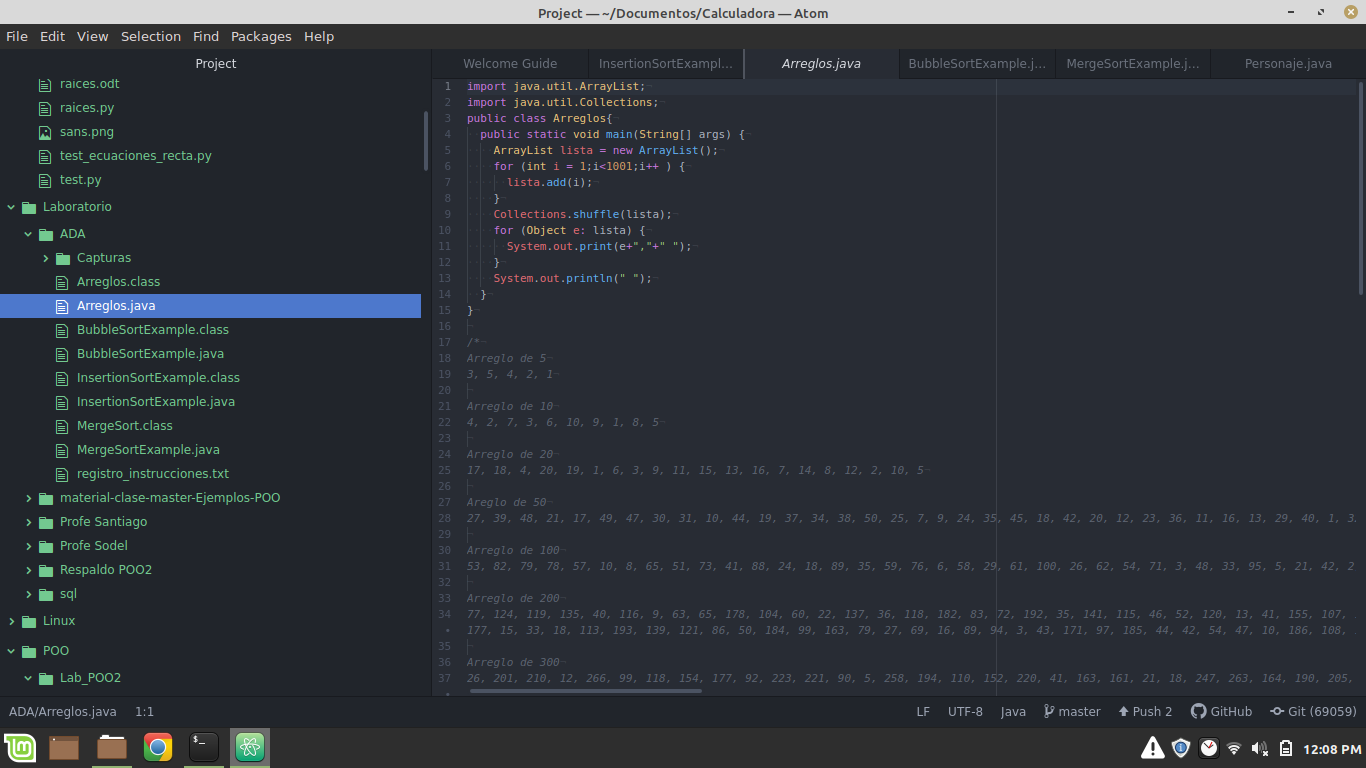 Project — ~/Documentos/Calculadora — Atom
File Edit View Selection Find Packages Help
Project
raices.odt
raices.py
sans.png
test_ecuaciones_recta.py
test.py
Laboratorio
ADA
Capturas
Arreglos.class
Arreglos.java
BubbleSortExample.class
BubbleSortExample.java
InsertionSortExample.class
InsertionSortExample.java
MergeSort.class
MergeSortExample.java
registro_instrucciones.txt
material-clase-master-Ejemplos-POO
Profe Santiago
Profe Sodel
Respaldo POO2
sql
Linux
POO
Lab_POO2
Welcome Guide InsertionSortExampl... Arreglos.java BubbleSortExample.j... MergeSortExample.j... Personaje.java
1 import java.util.ArrayList;
2 import java.util.Collections;
3 public class Arreglos{
4 public static void main(String[] args) {
5 ArrayList lista = new ArrayList();
6 for (int i = 1;i<1001;i++ ) {
7 lista.add(i);
8 }
9 Collections.shuffle(lista);
10 for (Object e: lista) {
11 System.out.print(e+","+" ");
12 }
13 System.out.println(" ");
14 }
15 }
16
17 /*
18 Arreglo de 5
19 3, 5, 4, 2, 1
20
21 Arreglo de 10
22 4, 2, 7, 3, 6, 10, 9, 1, 8, 5
23
24 Arreglo de 20
25 17, 18, 4, 20, 19, 1, 6, 3, 9, 11, 15, 13, 16, 7, 14, 8, 12, 2, 10, 5
26
27 Areglo de 50
28 27, 39, 48, 21, 17, 49, 47, 30, 31, 10, 44, 19, 37, 34, 38, 50, 25, 7, 9, 24, 35, 45, 18, 42, 20, 12, 23, 36, 11, 16, 13, 29, 40, 1, 3
29
30 Arreglo de 100
31 53, 82, 79, 78, 57, 10, 8, 65, 51, 73, 41, 88, 24, 18, 89, 35, 59, 76, 6, 58, 29, 61, 100, 26, 62, 54, 71, 3, 48, 33, 95, 5, 21, 42, 2
32
33 Arreglo de 200
34 77, 124, 119, 135, 40, 116, 9, 63, 65, 178, 104, 60, 22, 137, 36, 118, 182, 83, 72, 192, 35, 141, 115, 46, 52, 120, 13, 41, 155, 107,
• 177, 15, 33, 18, 113, 193, 139, 121, 86, 50, 184, 99, 163, 79, 27, 69, 16, 89, 94, 3, 43, 171, 97, 185, 44, 42, 54, 47, 10, 186, 108,
35
36 Arreglo de 300
37 26, 201, 210, 12, 266, 99, 118, 154, 177, 92, 223, 221, 90, 5, 258, 194, 110, 152, 220, 41, 163, 161, 21, 18, 247, 263, 164, 190, 205,
ADA/Arreglos.java 1:1 LF UTF-8 Java master Push 2 GitHub Git (69059)
12:08 PM